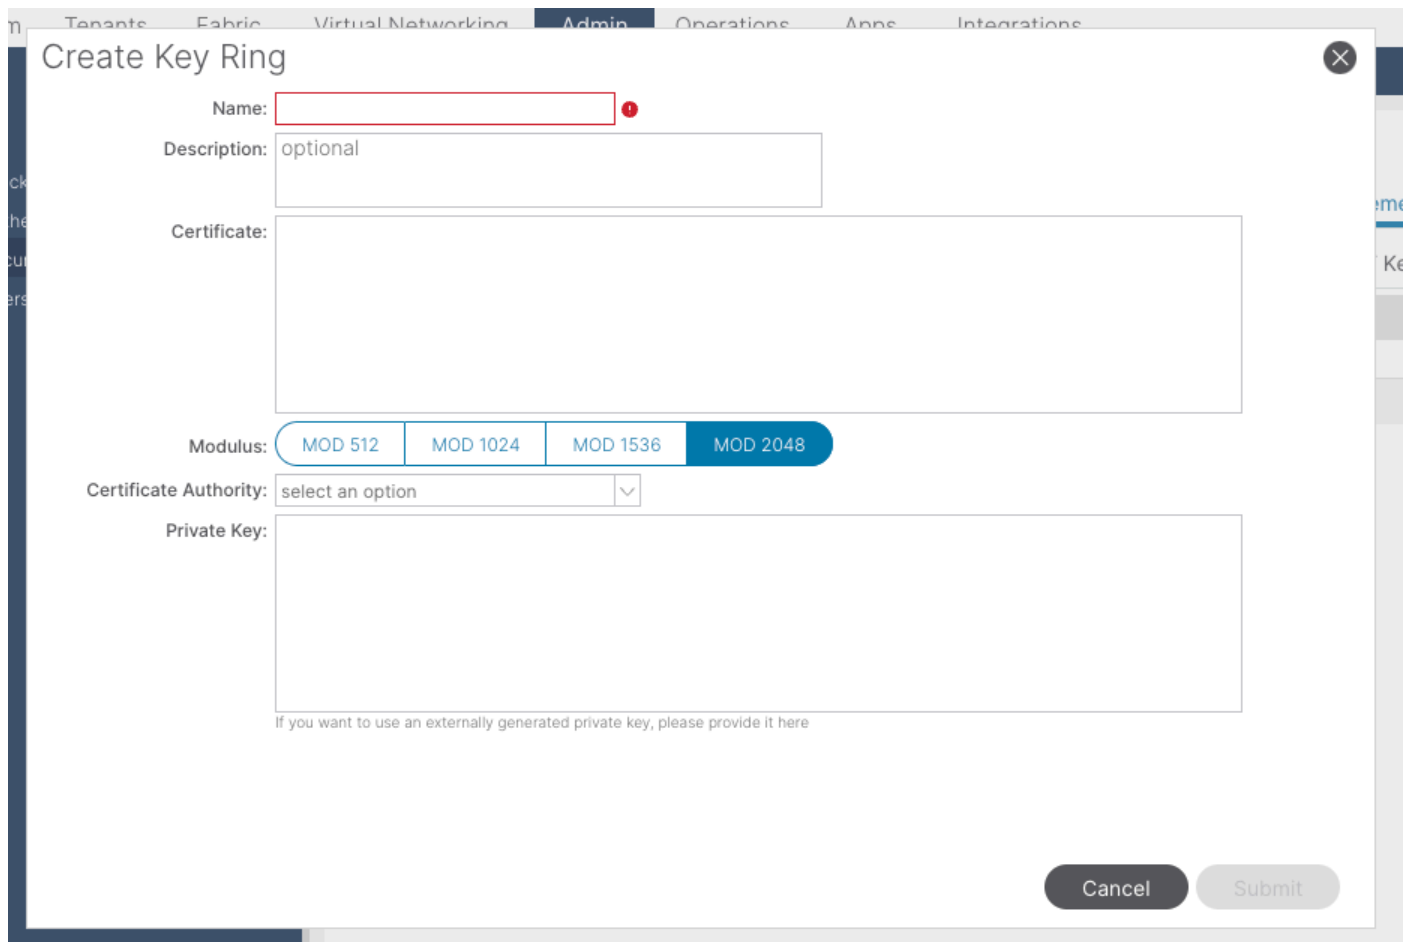 Tenants Fabric Virtual Networking Admin Operations Apps Integrations
Create Key Ring
Name:
Description: optional
Certificate:
Modulus: MOD 512 MOD 1024 MOD 1536 MOD 2048
Certificate Authority: select an option
Private Key:
If you want to use an externally generated private key, please provide it here
Cancel Submit